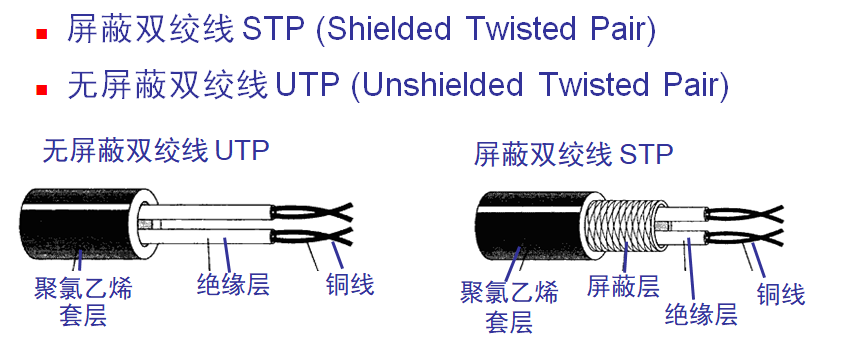 屏蔽双绞线 STP (Shielded Twisted Pair)
无屏蔽双绞线 UTP (Unshielded Twisted Pair)
无屏蔽双绞线 UTP
聚氯乙烯
套层
绝缘层
铜线
屏蔽双绞线 STP
聚氯乙烯
套层
屏蔽层
绝缘层
铜线